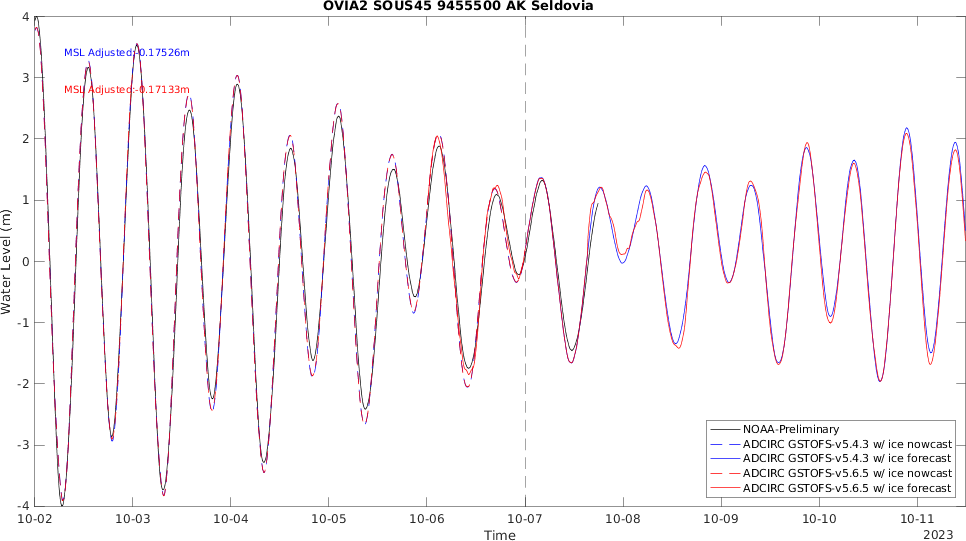 OVIA2 SOUS45 9455500 AK Seldovia
MSL Adjusted:-0.17526m
MSL Adjusted:-0.17133m
Water Level (m)
4
3
2
1
0
-1
-2
-3
-4
NOAA-Preliminary
ADCIRC GSTOFS-v5.4.3 w/ ice nowcast
ADCIRC GSTOFS-v5.4.3 w/ ice forecast
ADCIRC GSTOFS-v5.6.5 w/ ice nowcast
ADCIRC GSTOFS-v5.6.5 w/ ice forecast
10-02 10-03 10-04 10-05 10-06 10-07 10-08 10-09 10-10 10-11
Time
2023